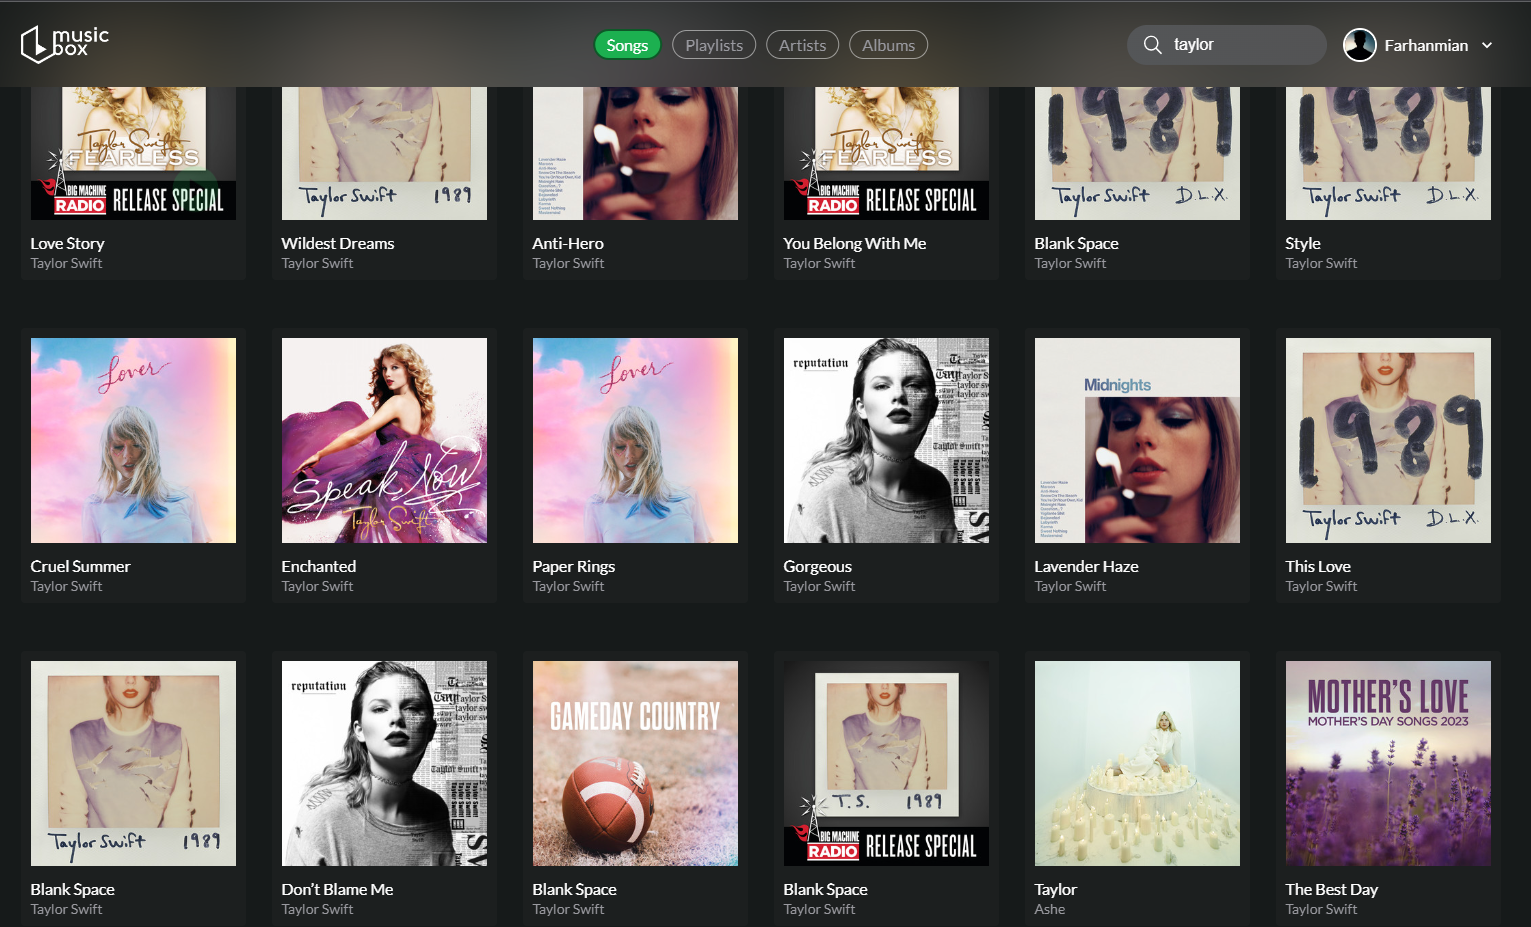 music
box
Songs
Playlists
Artists
Albums
taylor
Farhanmian
Taylor Swift
FEARLESS
BIG MACHINE
RADIO RELEASE SPECIAL
Taylor Swift 1989
Taylor Swift
FEARLESS
BIG MACHINE
RADIO RELEASE SPECIAL
1989
Taylor Swift D.L.X.
1989
Taylor Swift D.L.X.
Love Story
Taylor Swift
Wildest Dreams
Taylor Swift
Anti-Hero
Taylor Swift
You Belong With Me
Taylor Swift
Blank Space
Taylor Swift
Style
Taylor Swift
Lover
Speak Now
Taylor Swift
Lover
reputation
Midnights
1989
Taylor Swift D.L.X.
Cruel Summer
Taylor Swift
Enchanted
Taylor Swift
Paper Rings
Taylor Swift
Gorgeous
Taylor Swift
Lavender Haze
Taylor Swift
This Love
Taylor Swift
Taylor Swift 1989
reputation
GAMEDAY COUNTRY
T.S. 1989
BIG MACHINE
RADIO RELEASE SPECIAL
MOTHER'S LOVE
MOTHER'S DAY SONGS 2023
Blank Space
Taylor Swift
Don't Blame Me
Taylor Swift
Blank Space
Taylor Swift
Blank Space
Taylor Swift
Taylor
Ashe
The Best Day
Taylor Swift